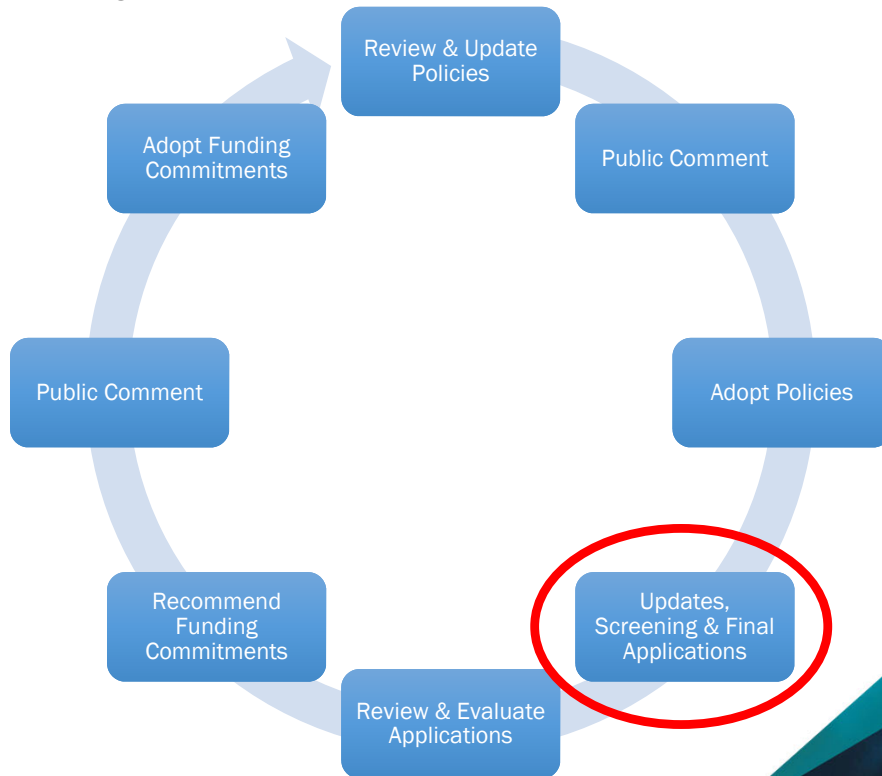 Review & Update
Policies
Public Comment
Adopt Policies
Updates,
Screening & Final
Applications
Review & Evaluate
Applications
Recommend
Funding
Commitments
Public Comment
Adopt Funding
Commitments